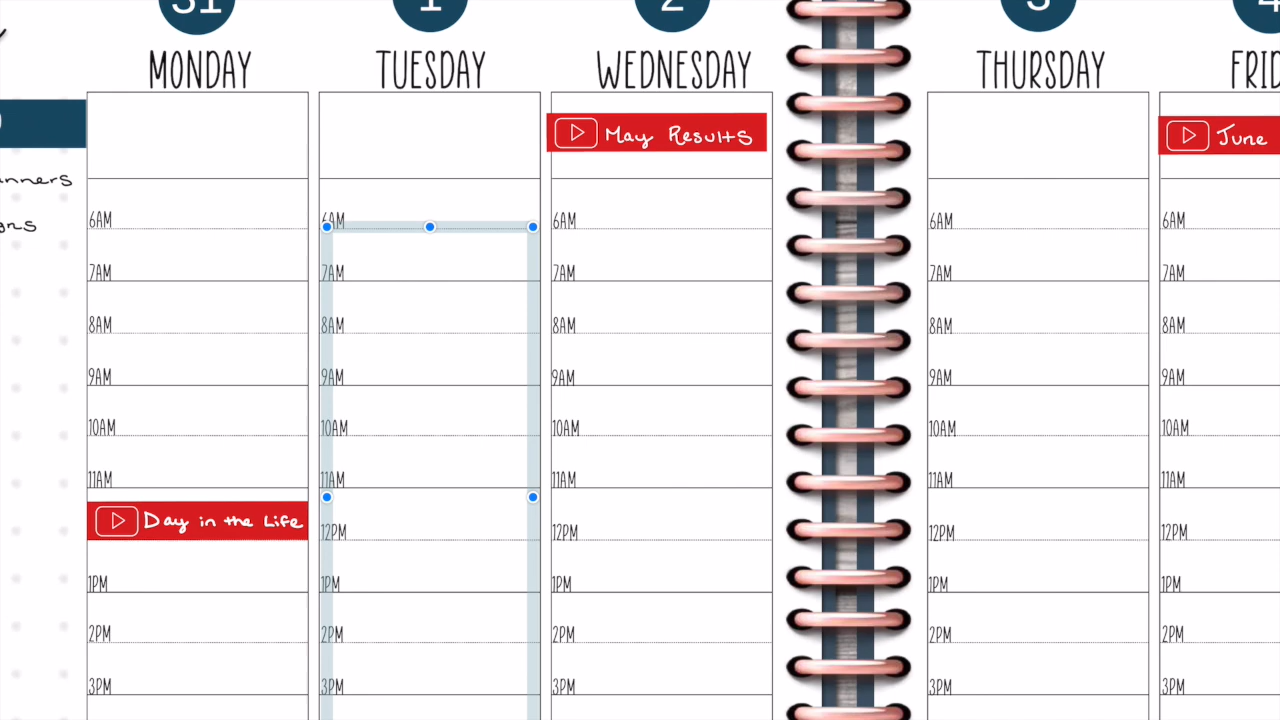 31 1 2 3 4
MONDAY TUESDAY WEDNESDAY THURSDAY FRID
May Results
June
nners
gns
6AM 6AM 6AM 6AM 6AM
7AM 7AM 7AM 7AM 7AM
8AM 8AM 8AM 8AM 8AM
9AM 9AM 9AM 9AM 9AM
10AM 10AM 10AM 10AM 10AM
11AM 11AM 11AM 11AM 11AM
Day in the Life
12PM 12PM 12PM 12PM
1PM 1PM 1PM 1PM 1PM
2PM 2PM 2PM 2PM 2PM
3PM 3PM 3PM 3PM 3PM